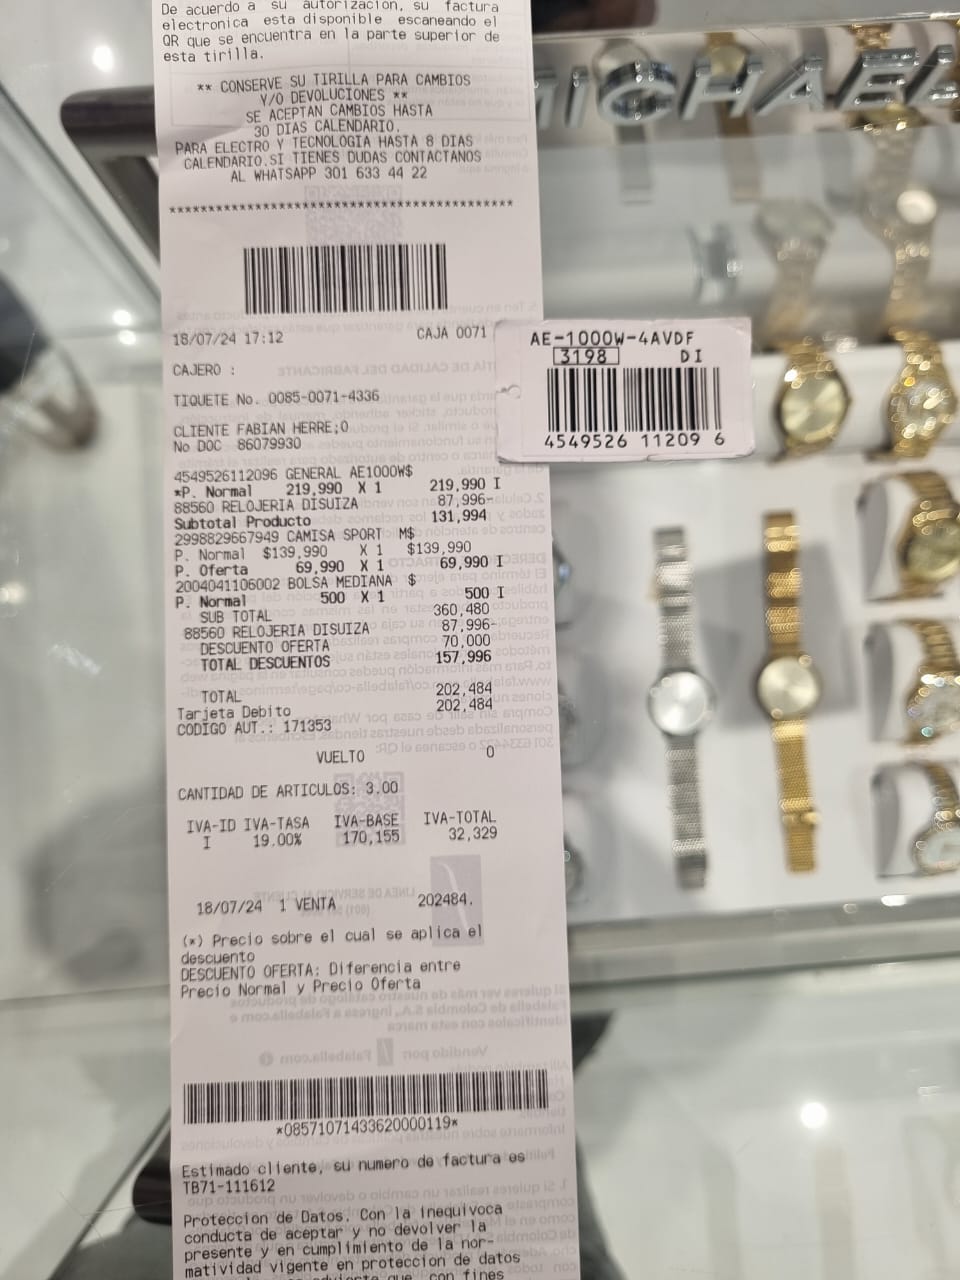 De acuerdo a su autorizacion, su factura
electronica esta disponible escaneando el
QR que se encuentra en la parte superior de
esta tirilla.
** CONSERVE SU TIRILLA PARA CAMBIOS
Y/O DEVOLUCIONES **
SE ACEPTAN CAMBIOS HASTA
30 DIAS CALENDARIO.
PARA ELECTRO Y TECNOLOGIA HASTA 8 DIAS
CALENDARIO.SI TIENES DUDAS CONTACTANOS
AL WHATSAPP 301 633 44 22
********************************************
18/07/24 17:12 CAJA 0071
CAJERO :
TIQUETE No. 0085-0071-4336
CLIENTE FABIAN HERRE;0
No DOC 86079930
4549526112096 GENERAL AE1000W$
*P. Normal 219,990 X 1 219,990 I
88560 RELOJERIA DISUIZA 87,996-
Subtotal Producto 131,994
2998829667949 CAMISA SPORT M$
P. Normal $139,990 X 1 $139,990
P. Oferta 69,990 X 1 69,990 I
2004041106002 BOLSA MEDIANA $
P. Normal 500 X 1 500 I
SUB TOTAL 360,480
88560 RELOJERIA DISUIZA 87,996-
DESCUENTO OFERTA 70,000
TOTAL DESCUENTOS 157,996
TOTAL 202,484
Tarjeta Debito 202,484
CODIGO AUT.: 171353
VUELTO 0
CANTIDAD DE ARTICULOS: 3.00
IVA-ID IVA-TASA IVA-BASE IVA-TOTAL
I 19.00% 170,155 32,329
18/07/24 1 VENTA 202484.
(*) Precio sobre el cual se aplica el
descuento
DESCUENTO OFERTA: Diferencia entre
Precio Normal y Precio Oferta
*08571071433620000119*
Estimado cliente, su numero de factura es
TB71-111612
Proteccion de Datos. Con la inequivoca
conducta de aceptar y no devolver la
presente y en cumplimiento de la nor-
matividad vigente en proteccion de datos
que con fines
AE-1000W-4AVDF
3198 DI
4549526 11209 6
MICHAEL